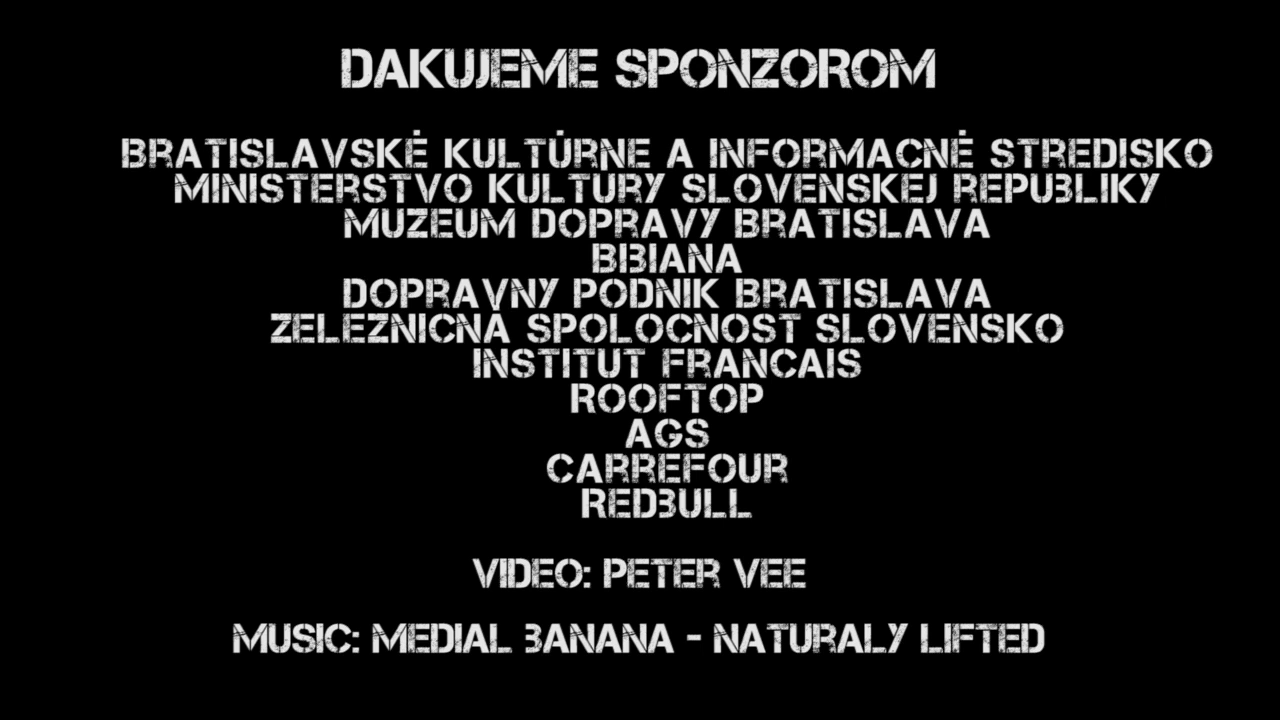 DAKUJEME SPONZOROM
BRATISLAVSKÉ KULTÚRNE A INFORMACNÉ STREDISKO
MINISTERSTVO KULTURY SLOVENSKEJ REPUBLIKY
MUZEUM DOPRAVY BRATISLAVA
BIBIANA
DOPRAVNY PODNIK BRATISLAVA
ZELEZNICNÁ SPOLOCNOST SLOVENSKO
INSTITUT FRANCAIS
ROOFTOP
AGS
CARREFOUR
REDBULL
VIDEO: PETER VEE
MUSIC: MEDIAL BANANA - NATURALY LIFTED